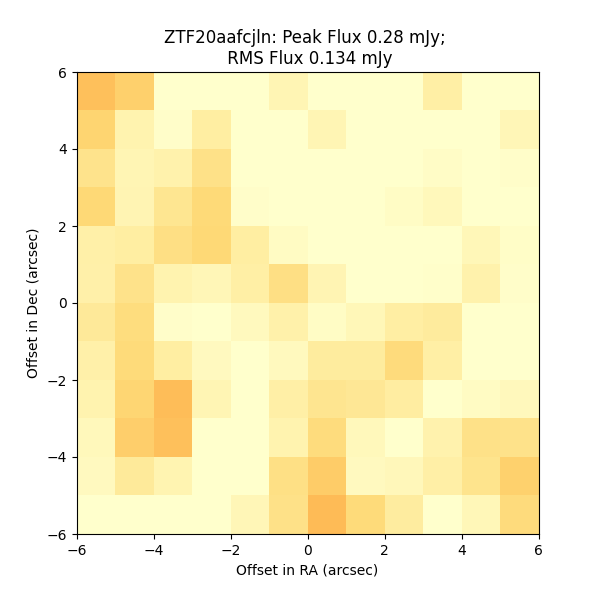 ZTF20aafcjln: Peak Flux 0.28 mJy;
RMS Flux 0.134 mJy
6
4
2
0
−2
−4
−6
Offset in Dec (arcsec)
−6 −4 −2 0 2 4 6
Offset in RA (arcsec)